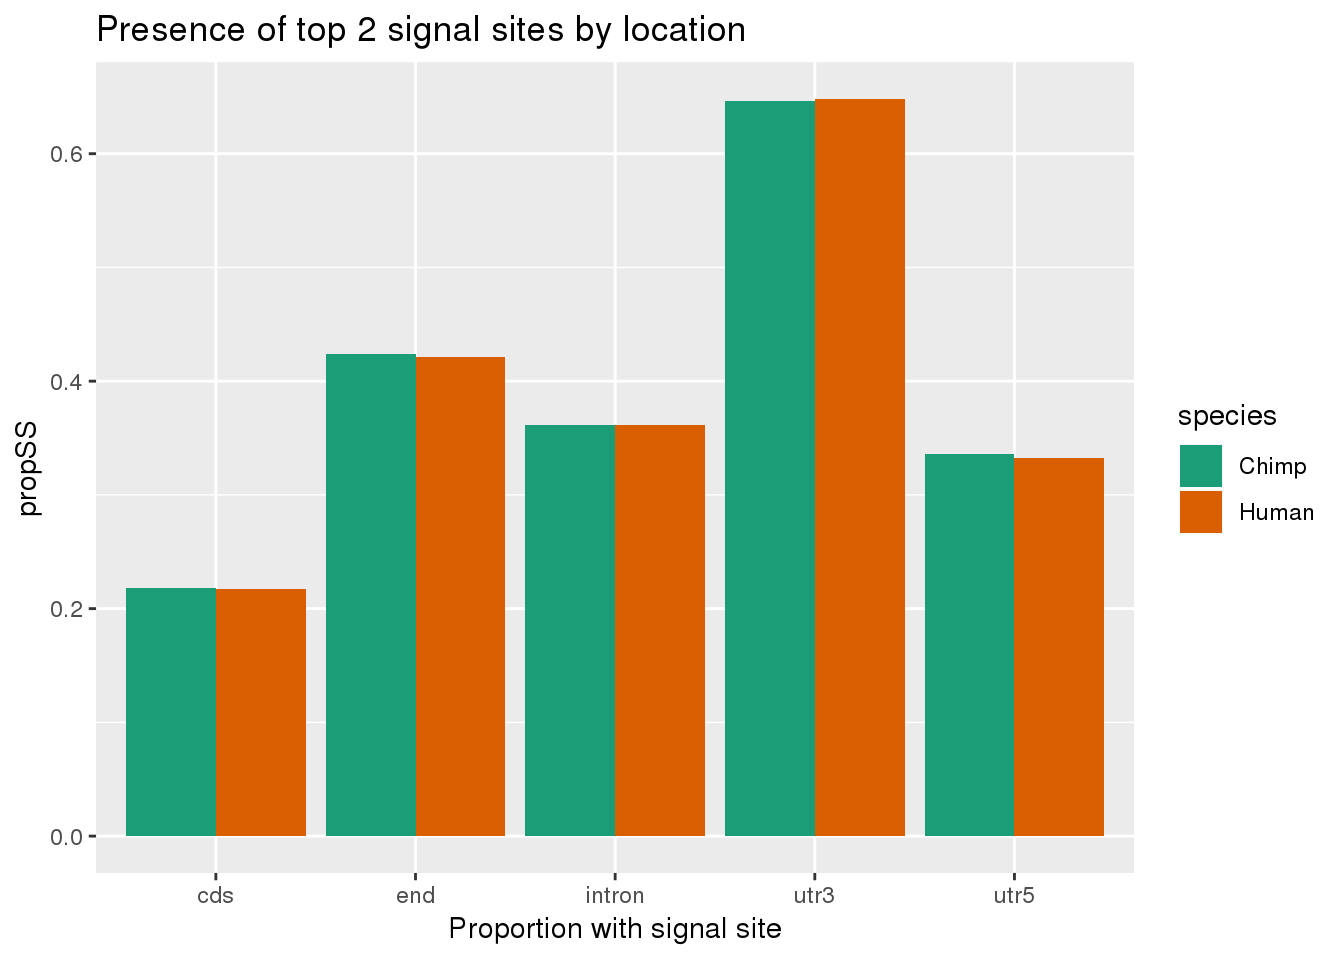 Presence of top 2 signal sites by location
propSS
0.6
0.4
0.2
0.0
cds
end
intron
utr3
utr5
Proportion with signal site
species
Chimp
Human